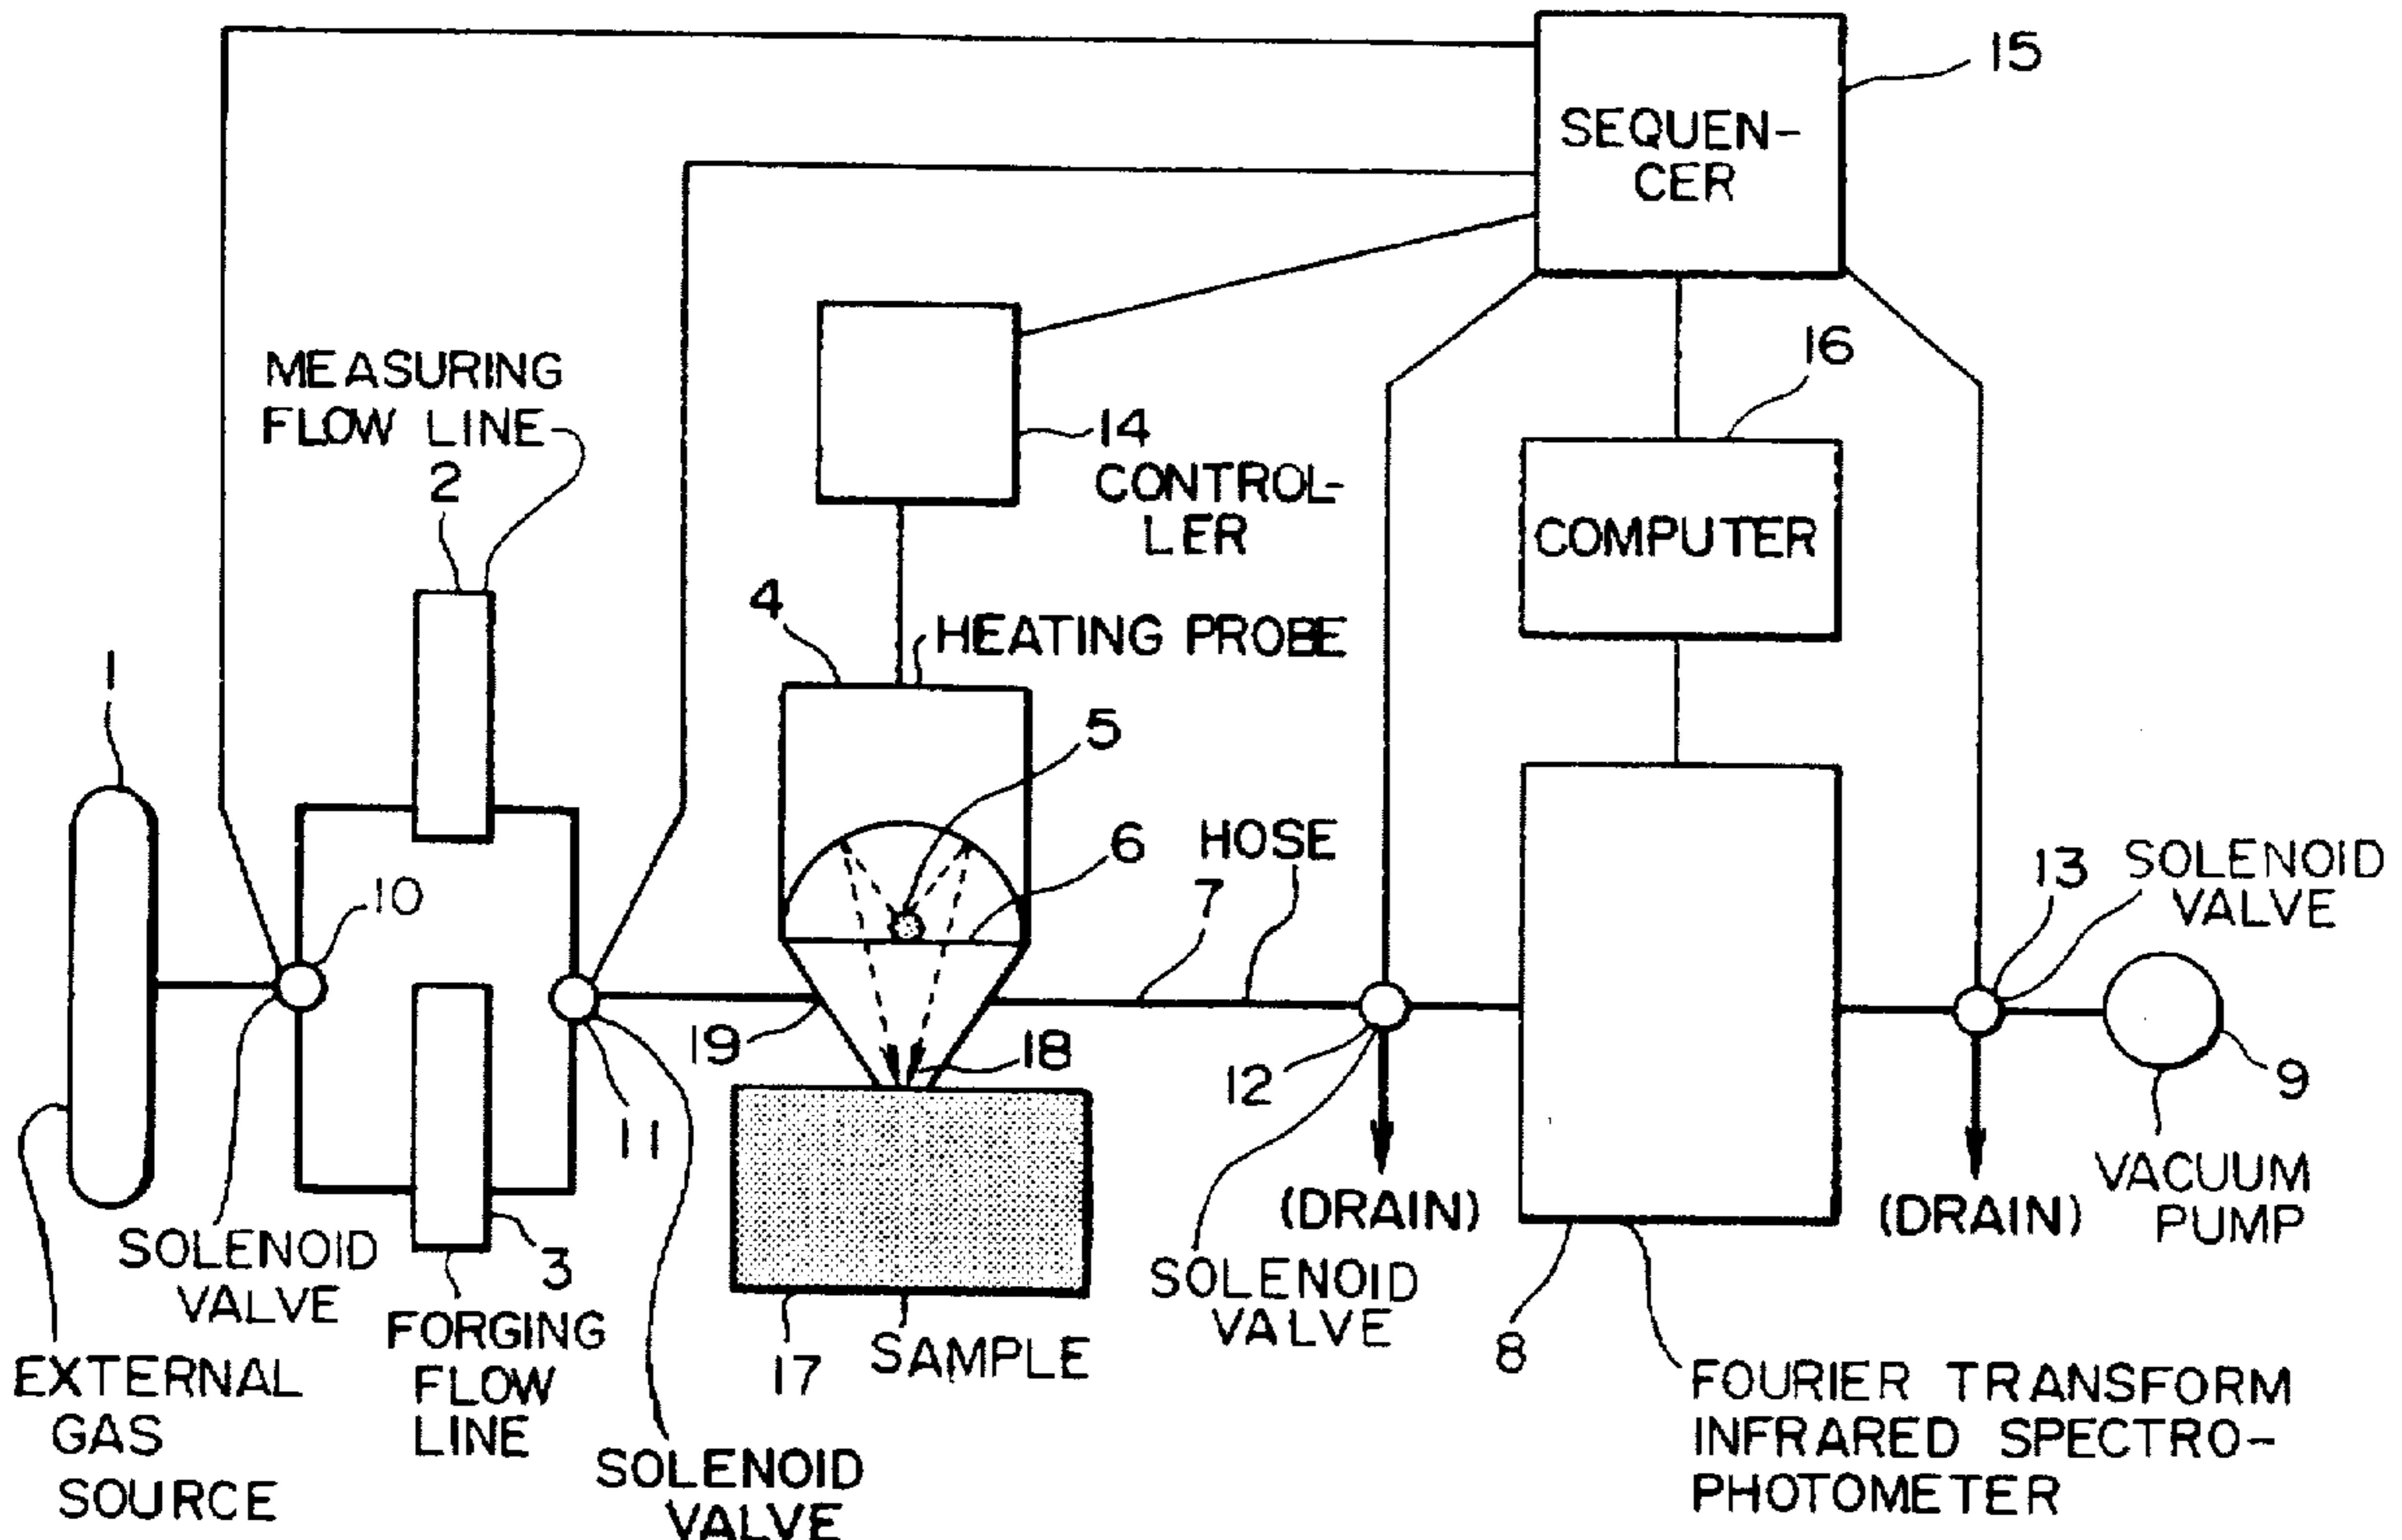 15
SEQUEN-
CER
16
MEASURING
FLOW LINE
2
14
CONTROL-
LER
COMPUTER
4
HEATING PROBE
1
5
6
HOSE
7
10
13
SOLENOID
VALVE
19
18
12
9
11
(DRAIN)
(DRAIN)
VACUUM
PUMP
SOLENOID
VALVE
3
FORGING
FLOW
LINE
17
SAMPLE
SOLENOID
VALVE
8
EXTERNAL
GAS
SOURCE
SOLENOID
VALVE
FOURIER TRANSFORM
INFRARED SPECTRO-
PHOTOMETER